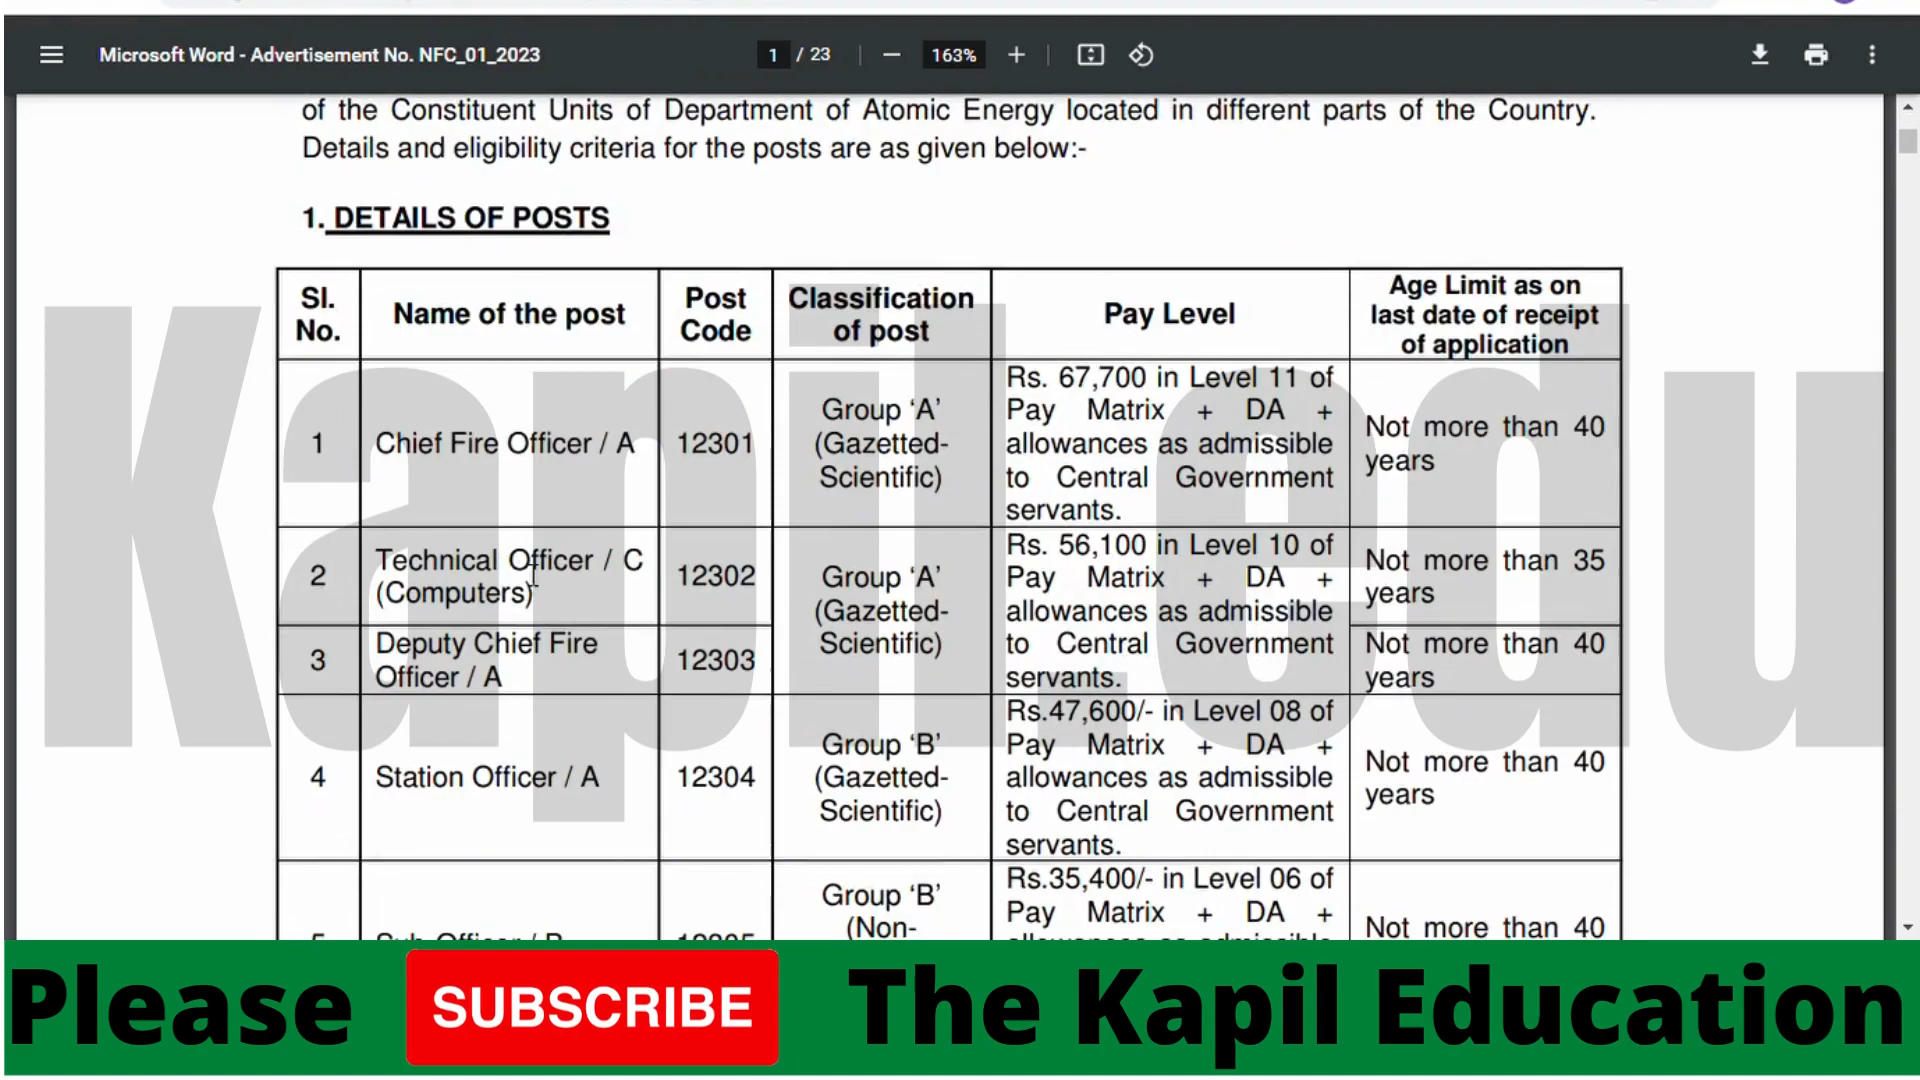 Microsoft Word - Advertisement No. NFC_01_2023
1 / 23
163%
of the Constituent Units of Department of Atomic Energy located in different parts of the Country.
Details and eligibility criteria for the posts are as given below:-
1. DETAILS OF POSTS
Sl.
No.
Name of the post
Post
Code
Classification
of post
Pay Level
Age Limit as on
last date of receipt
of application
1
Chief Fire Officer / A
12301
Group ‘A’
(Gazetted-
Scientific)
Rs. 67,700 in Level 11 of
Pay Matrix + DA +
allowances as admissible
to Central Government
servants.
Not more than 40
years
2
Technical Officer / C
(Computers)
12302
Group ‘A’
(Gazetted-
Scientific)
Rs. 56,100 in Level 10 of
Pay Matrix + DA +
allowances as admissible
to Central Government
servants.
Not more than 35
years
3
Deputy Chief Fire
Officer / A
12303
Not more than 40
years
4
Station Officer / A
12304
Group ‘B’
(Gazetted-
Scientific)
Rs.47,600/- in Level 08 of
Pay Matrix + DA +
allowances as admissible
to Central Government
servants.
Not more than 40
years
5
Sub Officer / B
12305
Group ‘B’
(Non-
Rs.35,400/- in Level 06 of
Pay Matrix + DA +
allowances as admissible
Not more than 40
Kapil.edu
Please
SUBSCRIBE
The Kapil Education